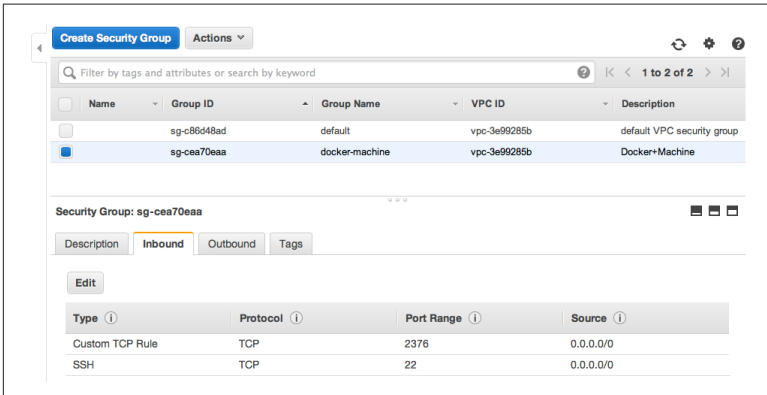 Create Security Group Actions
Filter by tags and attributes or search by keyword 1 to 2 of 2
Name Group ID Group Name VPC ID Description
sg-c86d48ad default vpc-3e99285b default VPC security group
sg-cea70eaa docker-machine vpc-3e99285b Docker+Machine
Security Group: sg-cea70eaa
Description Inbound Outbound Tags
Edit
Type Protocol Port Range Source
Custom TCP Rule TCP 2376 0.0.0.0/0
SSH TCP 22 0.0.0.0/0